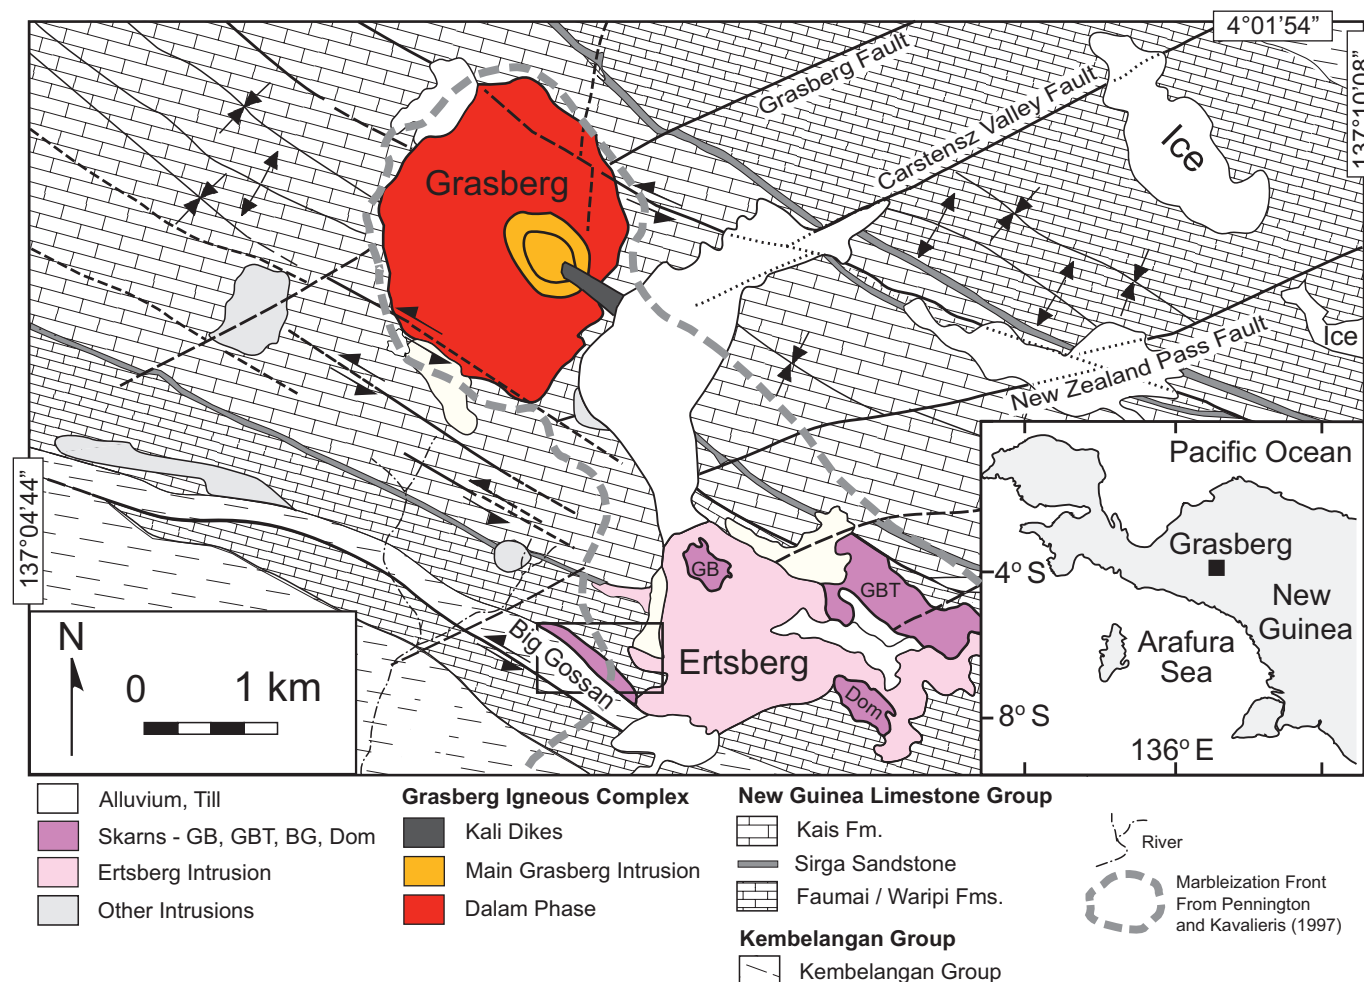 4°01’54”
137°10’08”
Grasberg Fault
Carstensz Valley Fault
Ice
Grasberg
Ice
New Zealand Pass Fault
137°04’44”
GB
GBT
Big Gossan
Ertsberg
Dom
N
0 1 km
Pacific Ocean
Grasberg
4° S
New
Guinea
Arafura
Sea
8° S
136° E
Alluvium, Till
Skarns - GB, GBT, BG, Dom
Ertsberg Intrusion
Other Intrusions
Grasberg Igneous Complex
Kali Dikes
Main Grasberg Intrusion
Dalam Phase
New Guinea Limestone Group
Kais Fm.
Sirga Sandstone
Faumai / Waripi Fms.
Kembelangan Group
Kembelangan Group
River
Marbleization Front
From Pennington
and Kavalieris (1997)